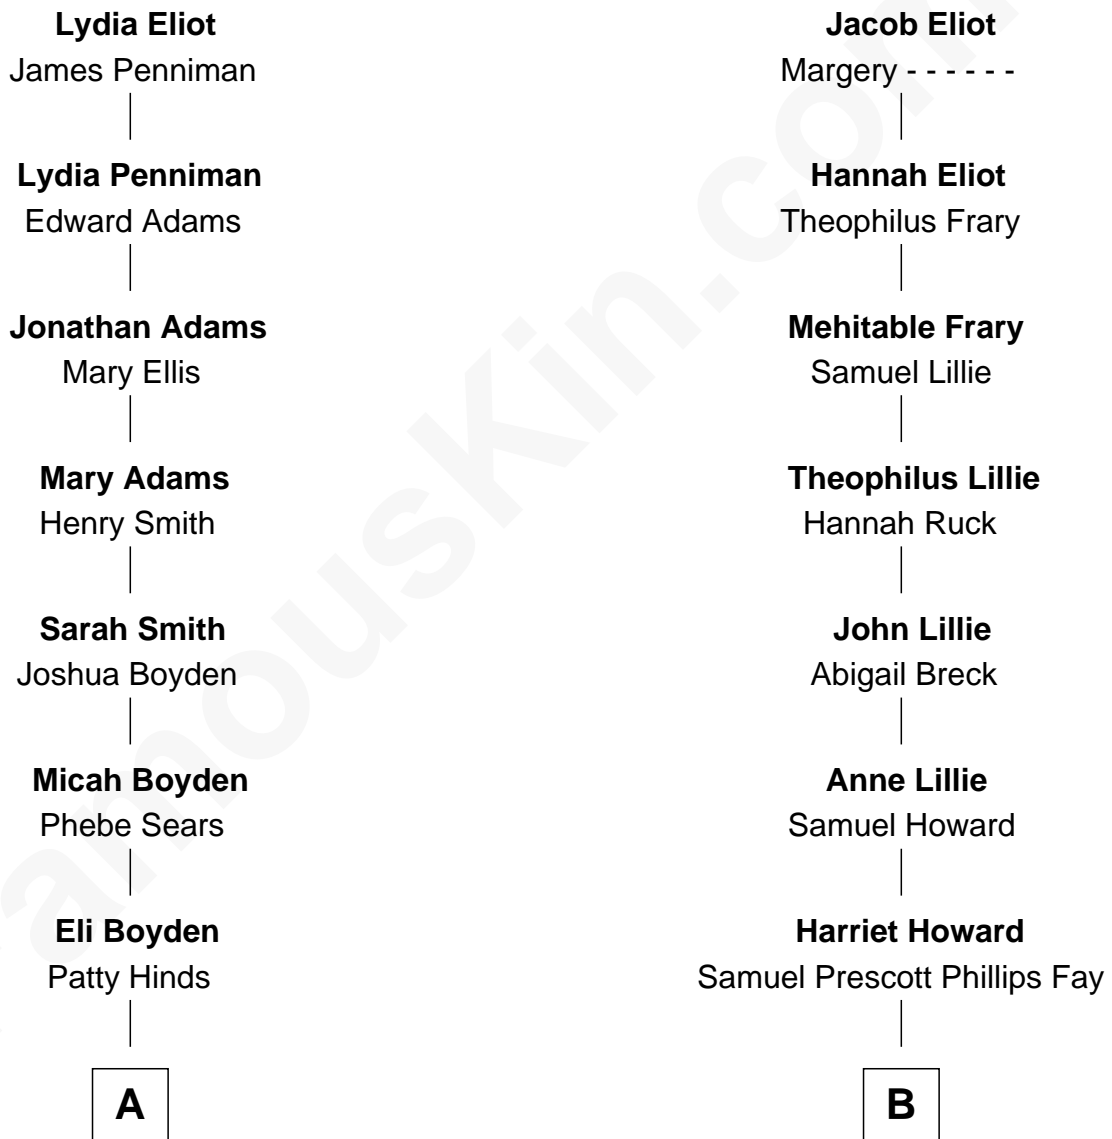 Lydia Eliot
James Penniman
Lydia Penniman
Edward Adams
Jonathan Adams
Mary Ellis
Mary Adams
Henry Smith
Sarah Smith
Joshua Boyden
Micah Boyden
Phebe Sears
Eli Boyden
Patty Hinds
A
Jacob Eliot
Margery - - - - - -
Hannah Eliot
Theophilus Frary
Mehitable Frary
Samuel Lillie
Theophilus Lillie
Hannah Ruck
John Lillie
Abigail Breck
Anne Lillie
Samuel Howard
Harriet Howard
Samuel Prescott Phillips Fay
B
amouskin.com